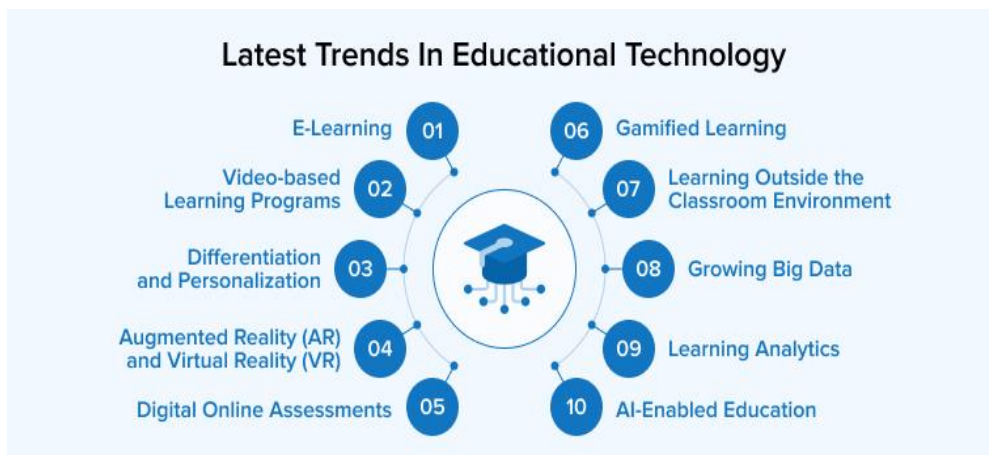 Latest Trends In Educational Technology
01
E-Learning
02
Video-based
Learning Programs
03
Differentiation
and Personalization
04
Augmented Reality (AR)
and Virtual Reality (VR)
05
Digital Online Assessments
06
Gamified Learning
07
Learning Outside the
Classroom Environment
08
Growing Big Data
09
Learning Analytics
10
AI-Enabled Education